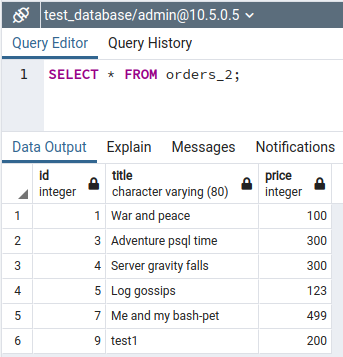 test_database/admin@10.5.0.5
Query Editor Query History
1 SELECT * FROM orders_2;
Data Output Explain Messages Notifications
id title price
integer character varying (80) integer
1 1 War and peace 100
2 3 Adventure psql time 300
3 4 Server gravity falls 300
4 5 Log gossips 123
5 7 Me and my bash-pet 499
6 9 test1 200